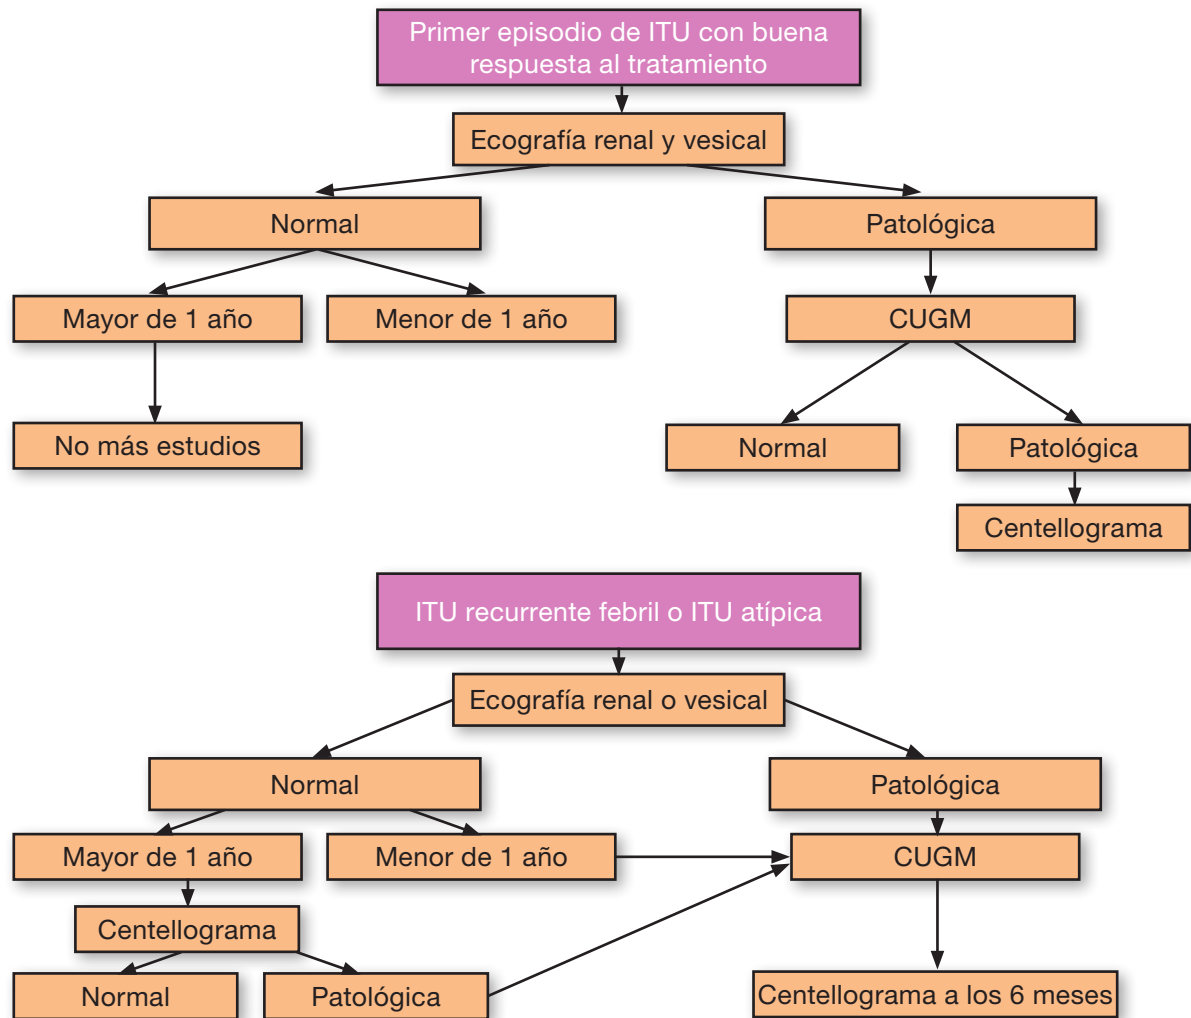 Primer episodio de ITU con buena
respuesta al tratamiento
Ecografía renal y vesical
Normal
Patológica
Mayor de 1 año
Menor de 1 año
CUGM
No más estudios
Normal
Patológica
Centellograma
ITU recurrente febril o ITU atípica
Ecografía renal o vesical
Normal
Patológica
Mayor de 1 año
Menor de 1 año
CUGM
Centellograma
Normal
Patológica
Centellograma a los 6 meses